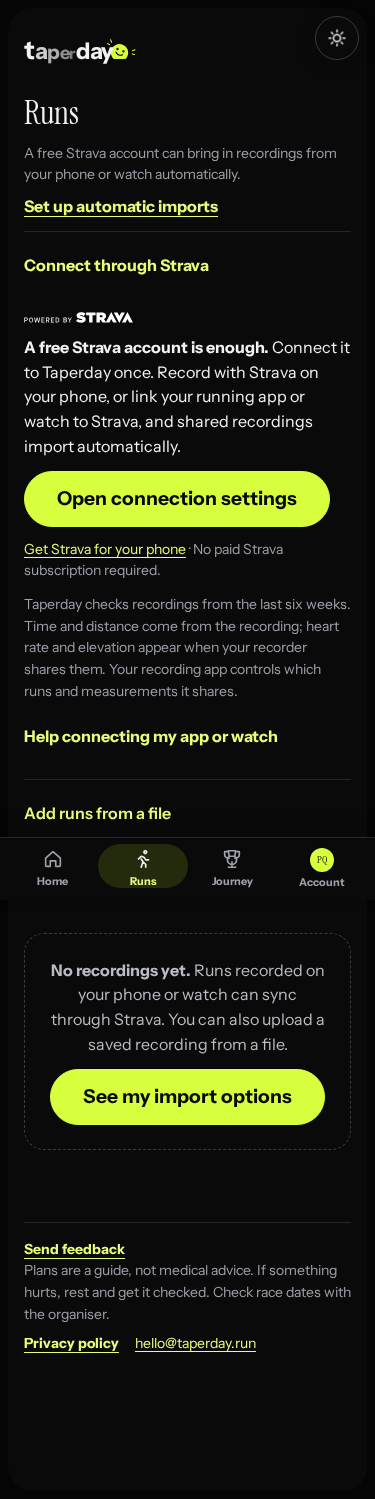 taperday
Runs
A free Strava account can bring in recordings from
your phone or watch automatically.
Set up automatic imports
Connect through Strava
POWERED BY STRAVA
A free Strava account is enough. Connect it
to Taperday once. Record with Strava on
your phone, or link your running app or
watch to Strava, and shared recordings
import automatically.
Open connection settings
Get Strava for your phone · No paid Strava
subscription required.
Taperday checks recordings from the last six weeks.
Time and distance come from the recording; heart
rate and elevation appear when your recorder
shares them. Your recording app controls which
runs and measurements it shares.
Help connecting my app or watch
Add runs from a file
Home
Runs
Journey
PQ
Account
No recordings yet. Runs recorded on
your phone or watch can sync
through Strava. You can also upload a
saved recording from a file.
See my import options
Send feedback
Plans are a guide, not medical advice. If something
hurts, rest and get it checked. Check race dates with
the organiser.
Privacy policy hello@taperday.run